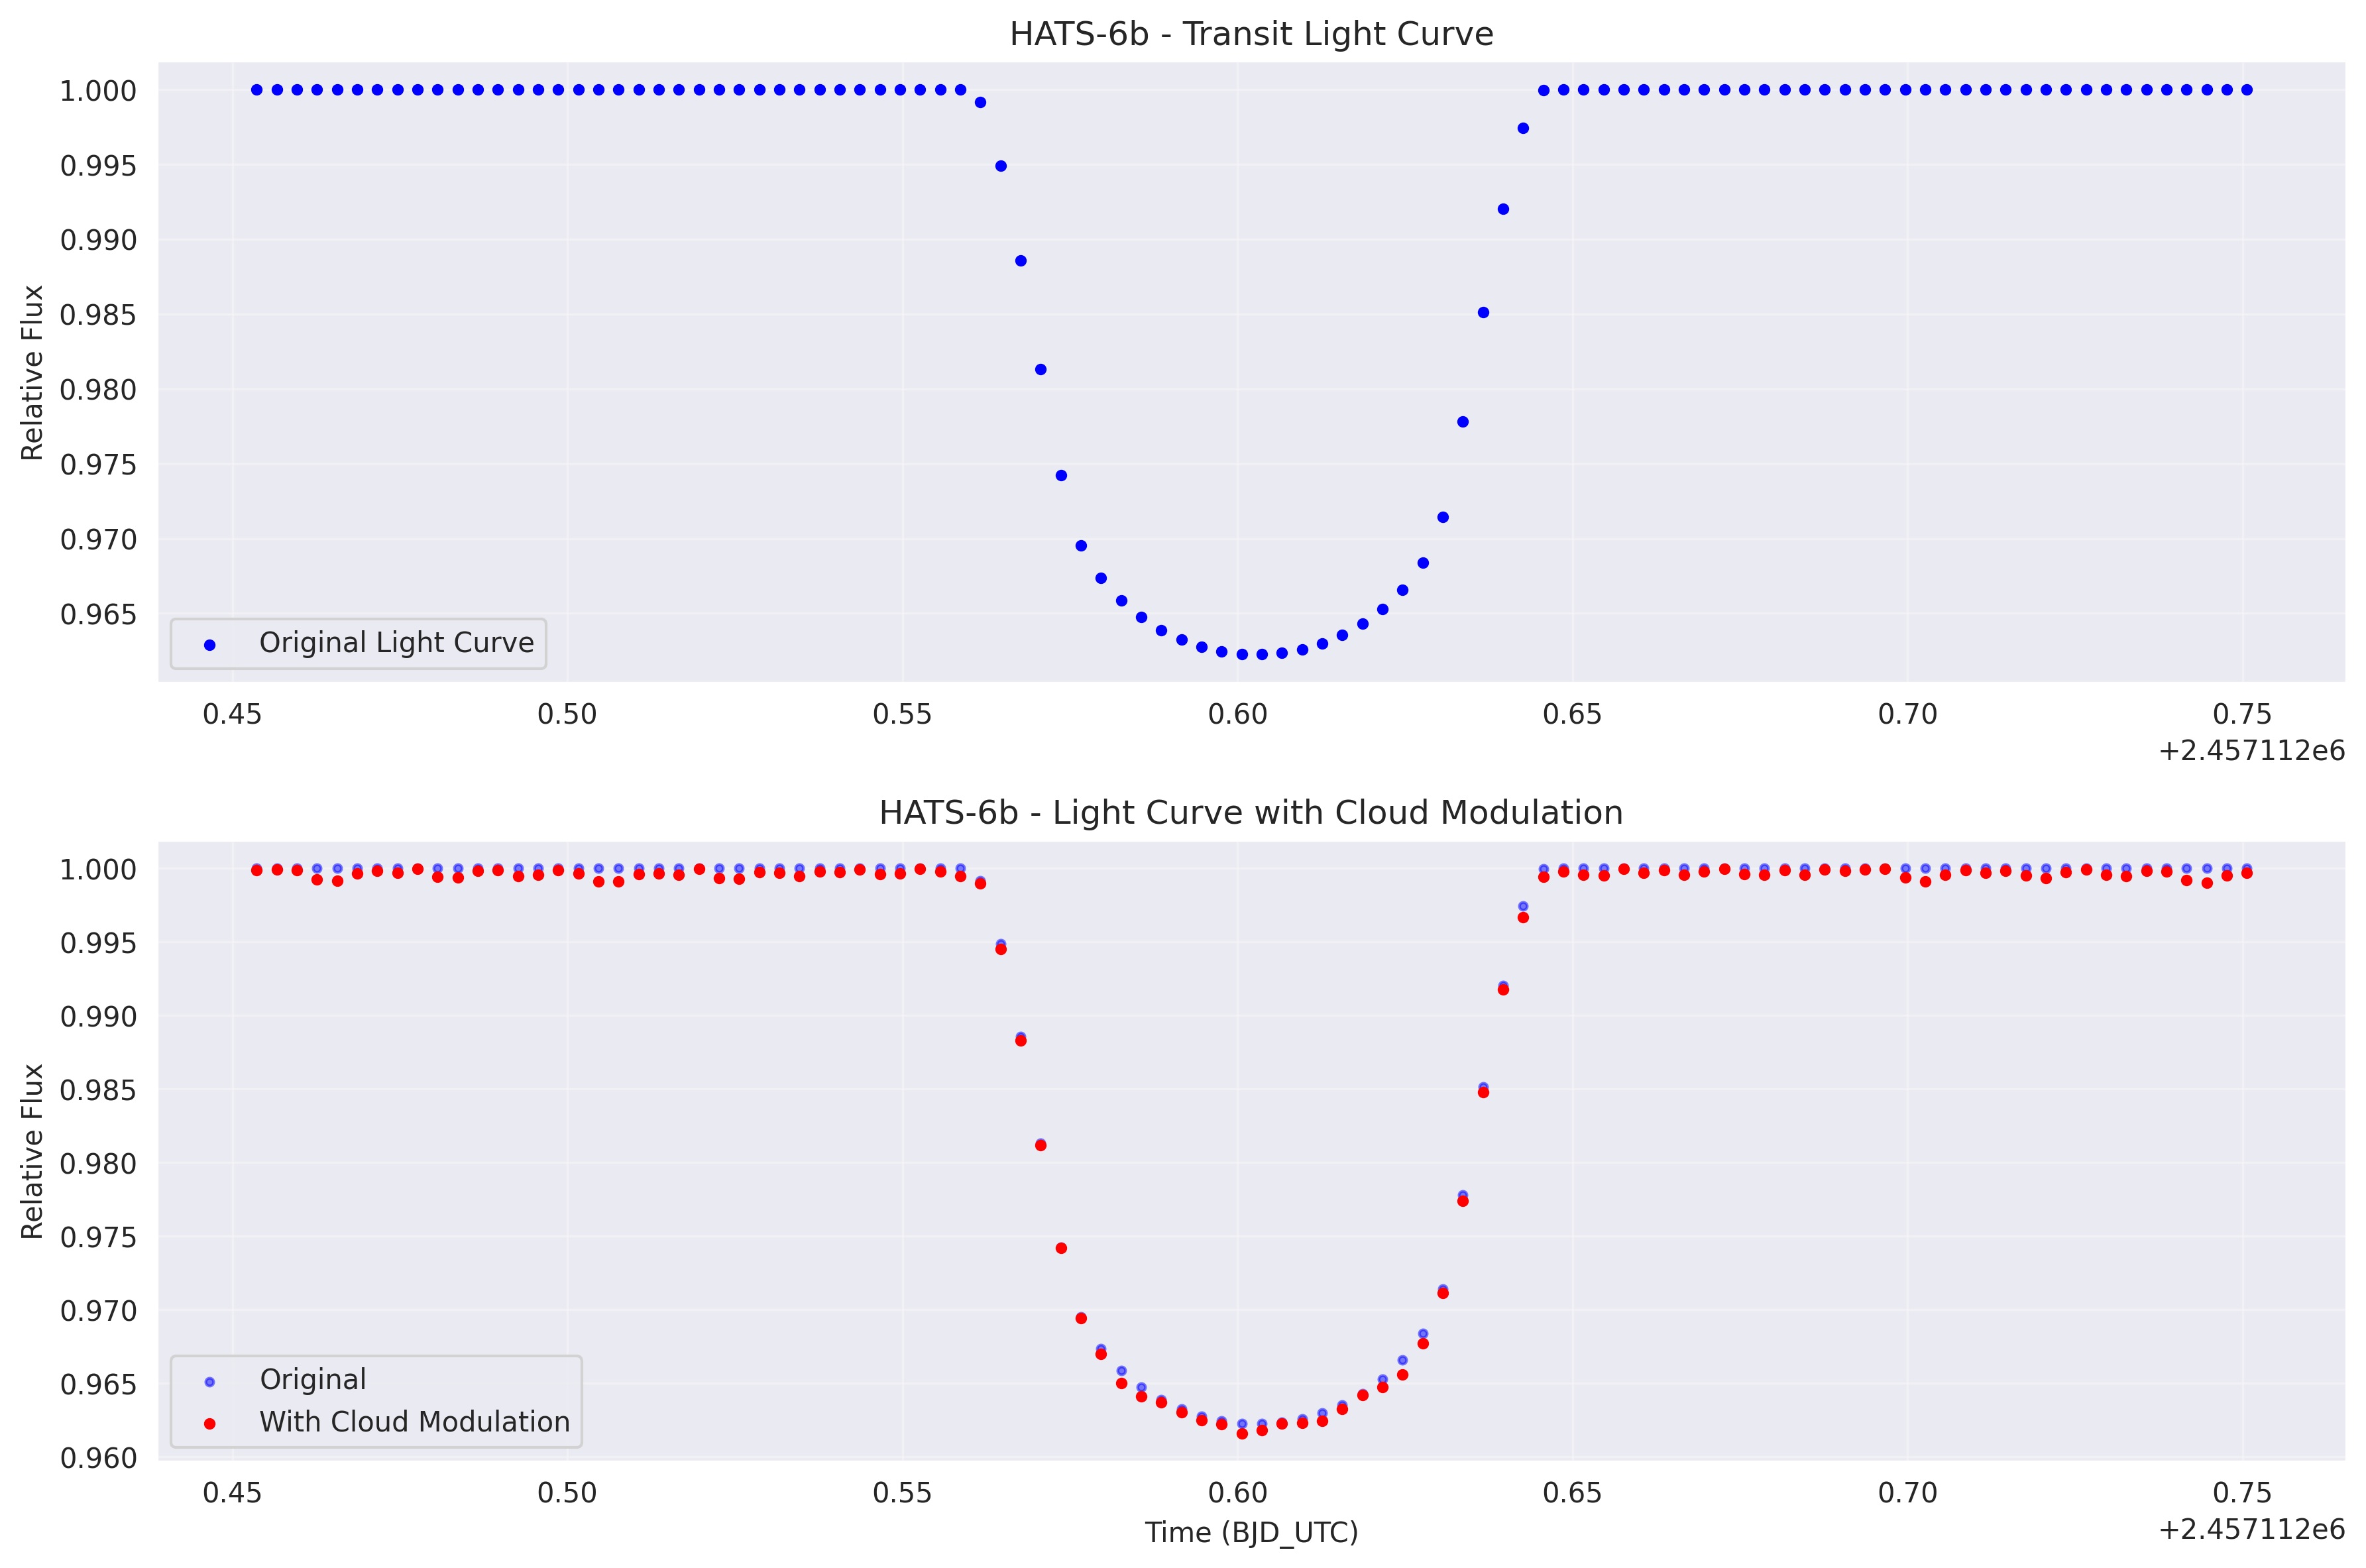 HATS-6b - Transit Light Curve
Relative Flux
1.000
0.995
0.990
0.985
0.980
0.975
0.970
0.965
Original Light Curve
0.45 0.50 0.55 0.60 0.65 0.70 0.75
+2.457112e6
HATS-6b - Light Curve with Cloud Modulation
Relative Flux
1.000
0.995
0.990
0.985
0.980
0.975
0.970
0.965
0.960
Original
With Cloud Modulation
0.45 0.50 0.55 0.60 0.65 0.70 0.75
Time (BJD_UTC)
+2.457112e6